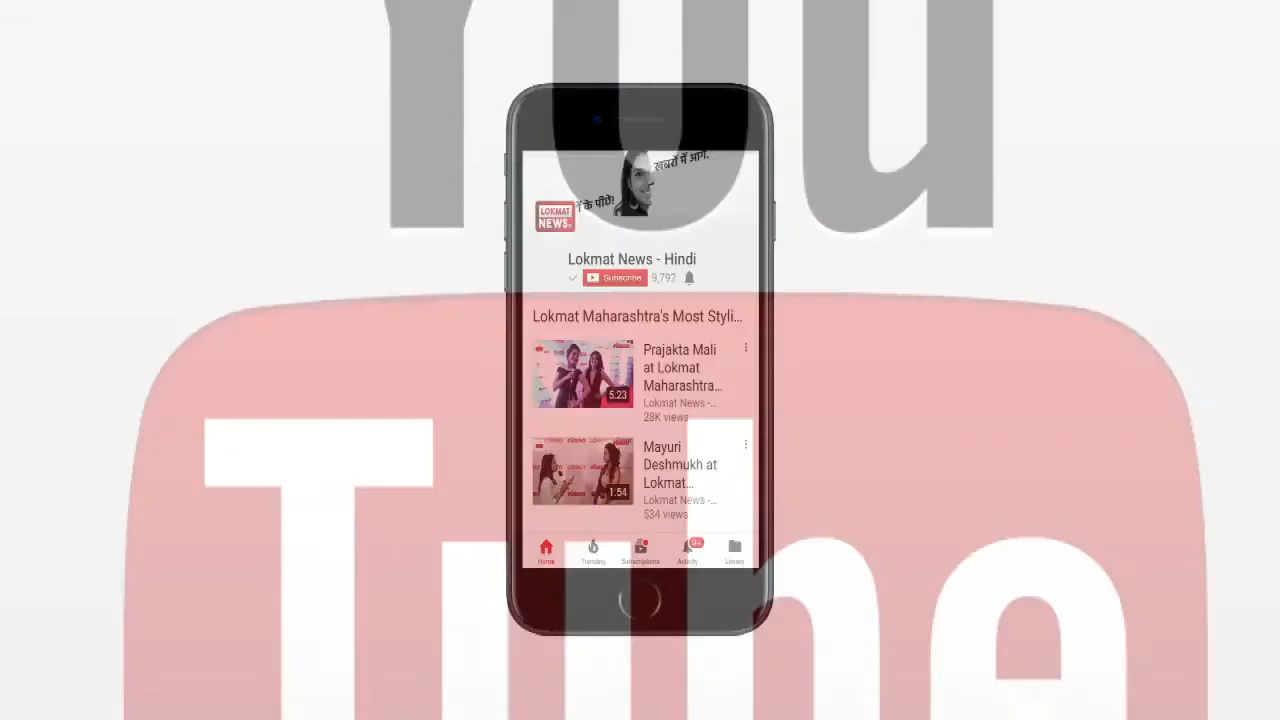 You
Tube
खबरों में आगे,
के पीछे!
LOKMAT
NEWS
Lokmat News - Hindi
Subscribe 9,792
Lokmat Maharashtra's Most Styli...
Prajakta Mali
at Lokmat
Maharashtra...
Lokmat News -...
28K views
5:23
Mayuri
Deshmukh at
Lokmat...
Lokmat News -...
534 views
1:54
Home Trending Subscriptions Activity Library
9+